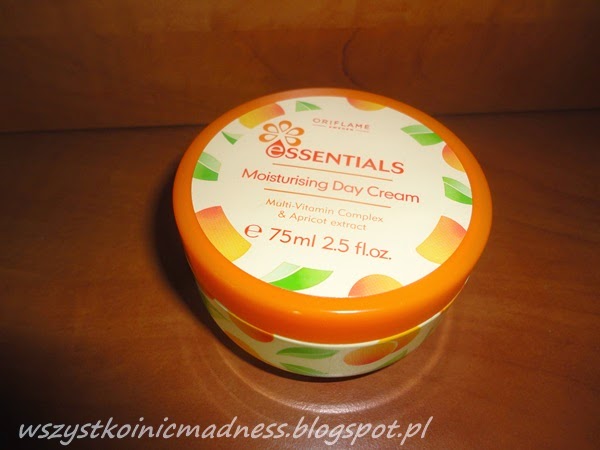 ORIFLAME
SWEDEN
eSSENTIALS
Moisturising Day Cream
Multi-Vitamin Complex
& Apricot extract
℮ 75ml 2.5 fl.oz.
wszystkoinicmadness.blogspot.pl